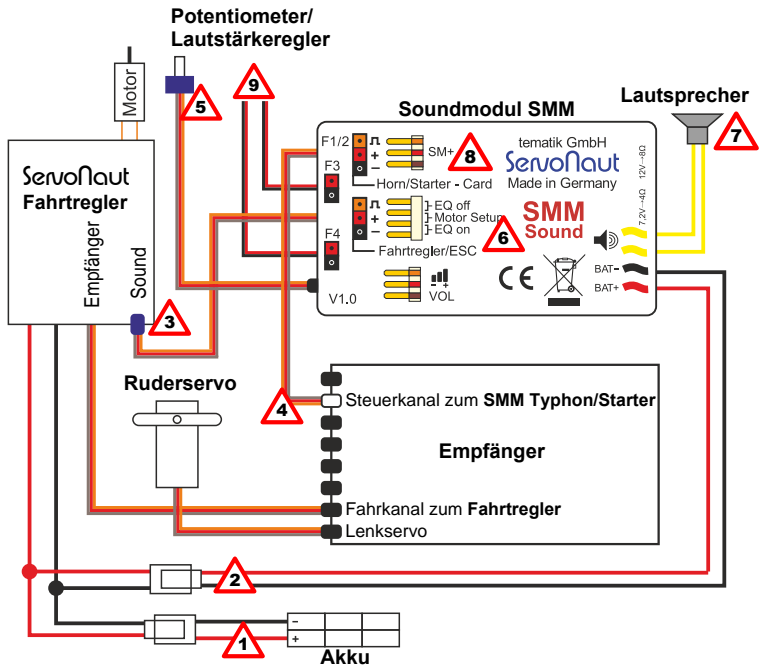 Potentiometer/
Lautstärkeregler
Motor
5
9
Soundmodul SMM
Lautsprecher
7
ServoNaut
Fahrtregler
Empfänger
Sound
3
F1/2
+
−
SM+
8
Horn/Starter - Card
F3
tematik GmbH
ServoNaut
Made in Germany
12V→8Ω
7,2V→4Ω
EQ off
+
Motor Setup
−
EQ on
6
SMM
Sound
F4
Fahrtregler/ESC
V1.0
− +
VOL
CE
BAT−
BAT+
Ruderservo
4
Steuerkanal zum SMM Typhon/Starter
Empfänger
Fahrkanal zum Fahrtregler
Lenkservo
2
1
−
+
Akku